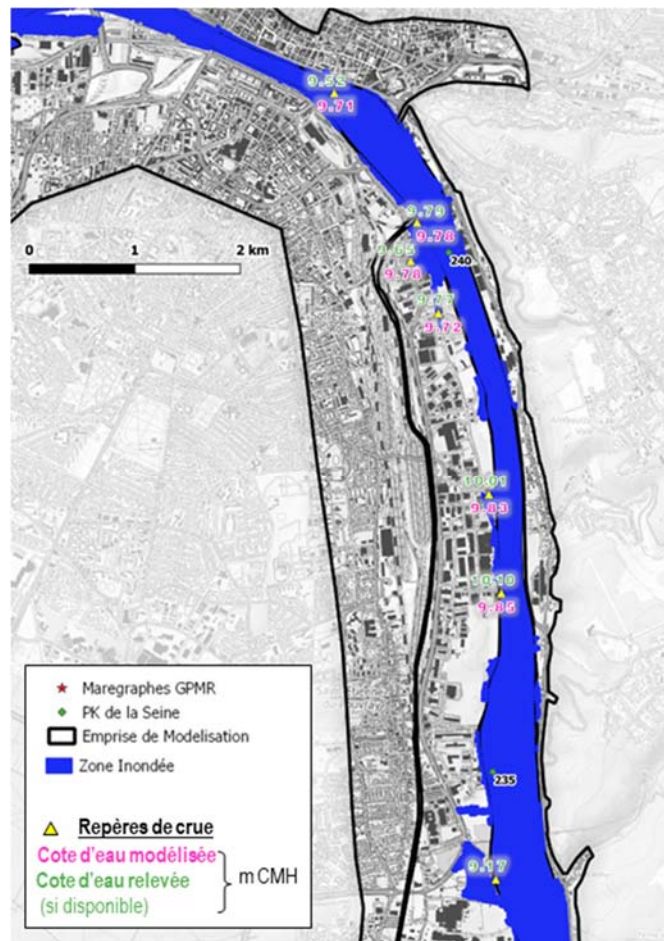 9.52
9.71
9.79
9.78
9.65
9.78
240
9.77
9.72
0 1 2 km
10.01
9.83
10.10
9.85
235
9.17
★ Maregraphes GPMR
PK de la Seine
Emprise de Modelisation
Zone Inondée
Repères de crue
Cote d'eau modélisée
Cote d'eau relevée
(si disponible)
m CMH